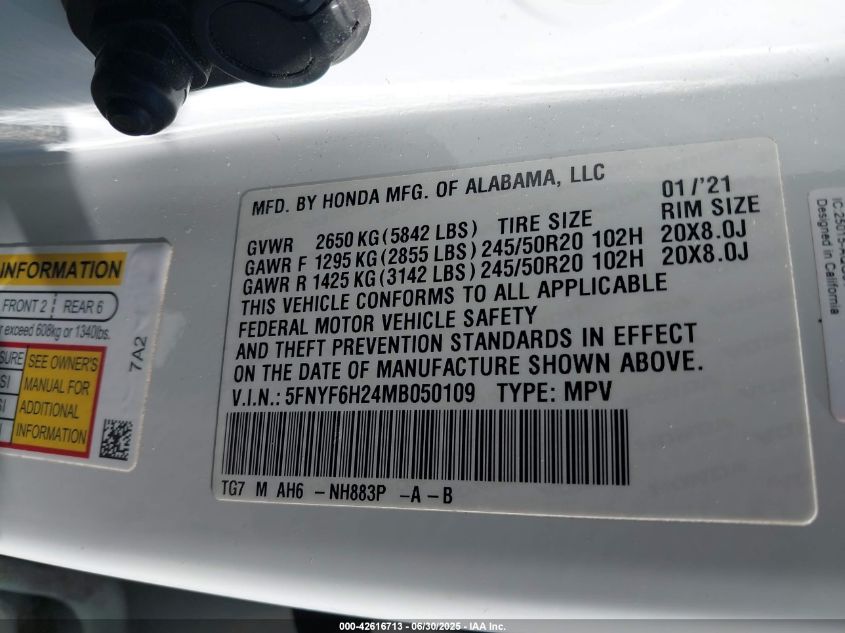 MFD. BY HONDA MFG. OF ALABAMA, LLC 01/'21
GVWR 2650 KG (5842 LBS) TIRE SIZE RIM SIZE
GAWR F 1295 KG (2855 LBS) 245/50R20 102H 20X8.0J
GAWR R 1425 KG (3142 LBS) 245/50R20 102H 20X8.0J
THIS VEHICLE CONFORMS TO ALL APPLICABLE
FEDERAL MOTOR VEHICLE SAFETY
AND THEFT PREVENTION STANDARDS IN EFFECT
ON THE DATE OF MANUFACTURE SHOWN ABOVE.
V.I.N.: 5FNYF6H24MB050109 TYPE: MPV
TG7 M AH6 - NH883P - A - B
INFORMATION
FRONT 2 REAR 6
exceed 608kg or 1340lbs.
SEE OWNER'S
MANUAL FOR
ADDITIONAL
INFORMATION
7A2
Designed in California
000-42616713 - 06/30/2025 - IAA Inc.